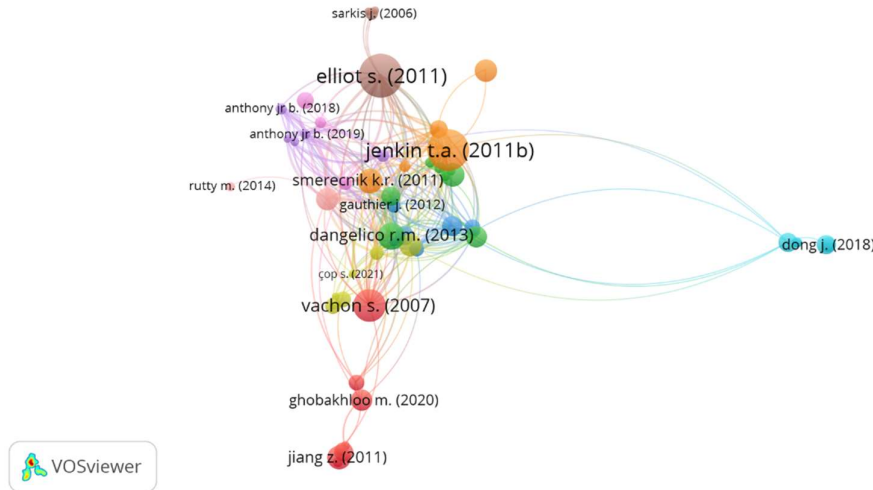 sarkis j. (2006)
elliot s. (2011)
anthony jr b. (2018)
anthony jr b. (2019)
jenkin t.a. (2011b)
smerecnik k.r. (2011)
rutty m. (2014)
gauthier j. (2012)
dangelico r.m. (2013)
dong j. (2018)
çop s. (2021)
vachon s. (2007)
ghobakhloo m. (2020)
jiang z. (2011)
VOSviewer